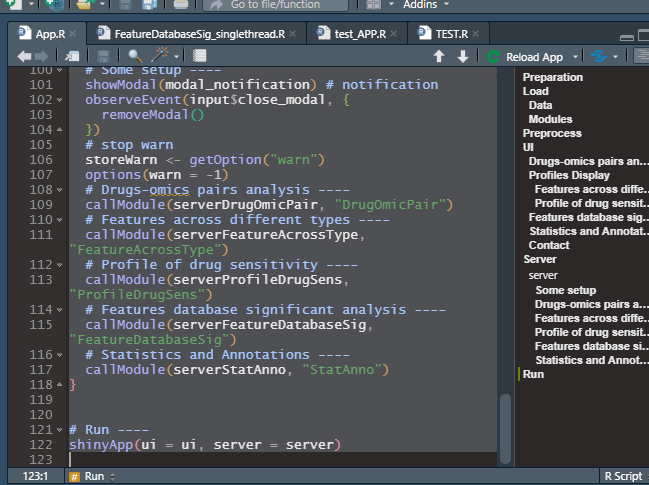 Go to file/function
Addins
App.R
FeatureDatabaseSig_singlethread.R
test_APP.R
TEST.R
Reload App
100 # Some setup ----
101 showModal(modal_notification) # notification
102 observeEvent(input$close_modal, {
103 removeModal()
104 })
105 # stop warn
106 storeWarn <- getOption("warn")
107 options(warn = -1)
108 # Drugs-omics pairs analysis ----
109 callModule(serverDrugOmicPair, "DrugOmicPair")
110 # Features across different types ----
111 callModule(serverFeatureAcrossType,
"FeatureAcrossType")
112 # Profile of drug sensitivity ----
113 callModule(serverProfileDrugSens,
"ProfileDrugSens")
114 # Features database significant analysis ----
115 callModule(serverFeatureDatabaseSig,
"FeatureDatabaseSig")
116 # Statistics and Annotations ----
117 callModule(serverStatAnno, "StatAnno")
118 }
119
120
121 # Run ----
122 shinyApp(ui = ui, server = server)
123
Preparation
Load
Data
Modules
Preprocess
UI
Drugs-omics pairs an...
Profiles Display
Features across diffe...
Profile of drug sensit...
Features database sig...
Statistics and Annotat...
Contact
Server
server
Some setup
Drugs-omics pairs a...
Features across diffe...
Profile of drug sensit...
Features database si...
Statistics and Annot...
Run
123:1
# Run
R Script